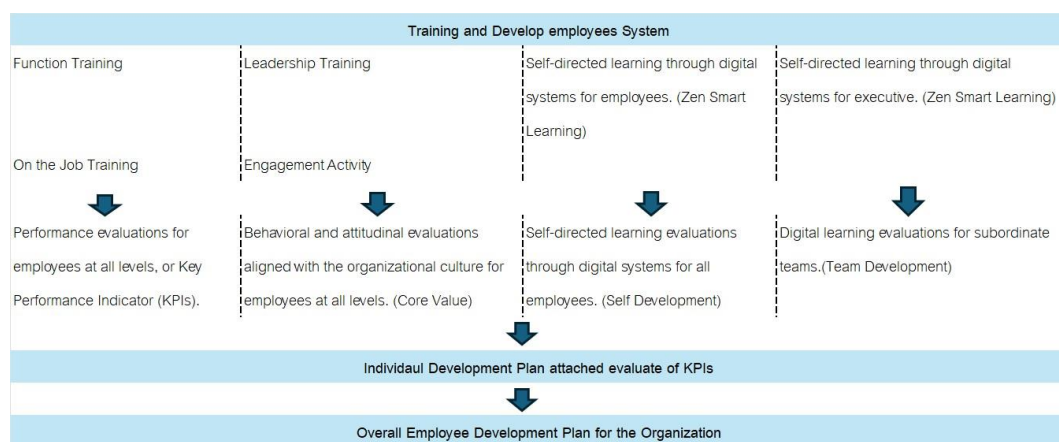 Training and Develop employees System
Function Training
On the Job Training
Leadership Training
Engagement Activity
Self-directed learning through digital
systems for employees. (Zen Smart
Learning)
Self-directed learning through digital
systems for executive. (Zen Smart Learning)
Performance evaluations for
employees at all levels, or Key
Performance Indicator (KPIs).
Behavioral and attitudinal evaluations
aligned with the organizational culture for
employees at all levels. (Core Value)
Self-directed learning evaluations
through digital systems for all
employees. (Self Development)
Digital learning evaluations for subordinate
teams.(Team Development)
Individaul Development Plan attached evaluate of KPIs
Overall Employee Development Plan for the Organization